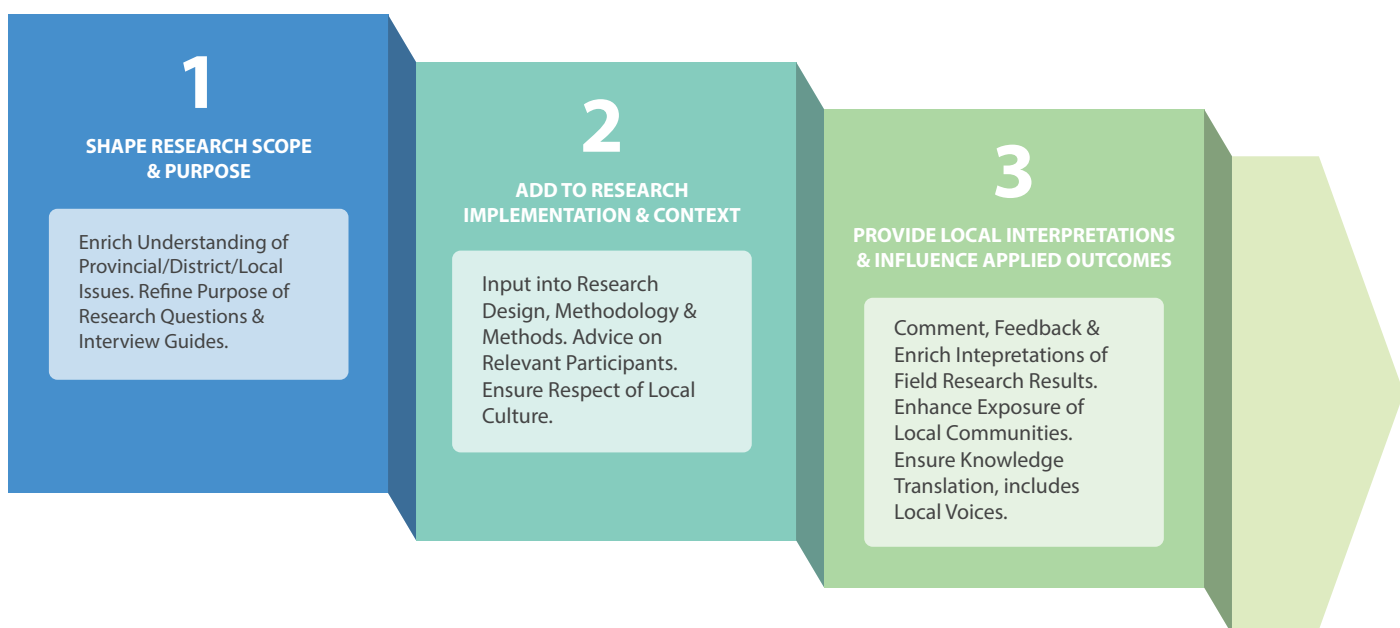 1
SHAPE RESEARCH SCOPE
& PURPOSE
Enrich Understanding of
Provincial/District/Local
Issues. Refine Purpose of
Research Questions &
Interview Guides.
2
ADD TO RESEARCH
IMPLEMENTATION & CONTEXT
Input into Research
Design, Methodology &
Methods. Advice on
Relevant Participants.
Ensure Respect of Local
Culture.
3
PROVIDE LOCAL INTERPRETATIONS
& INFLUENCE APPLIED OUTCOMES
Comment, Feedback &
Enrich Intepretations of
Field Research Results.
Enhance Exposure of
Local Communities.
Ensure Knowledge
Translation, includes
Local Voices.